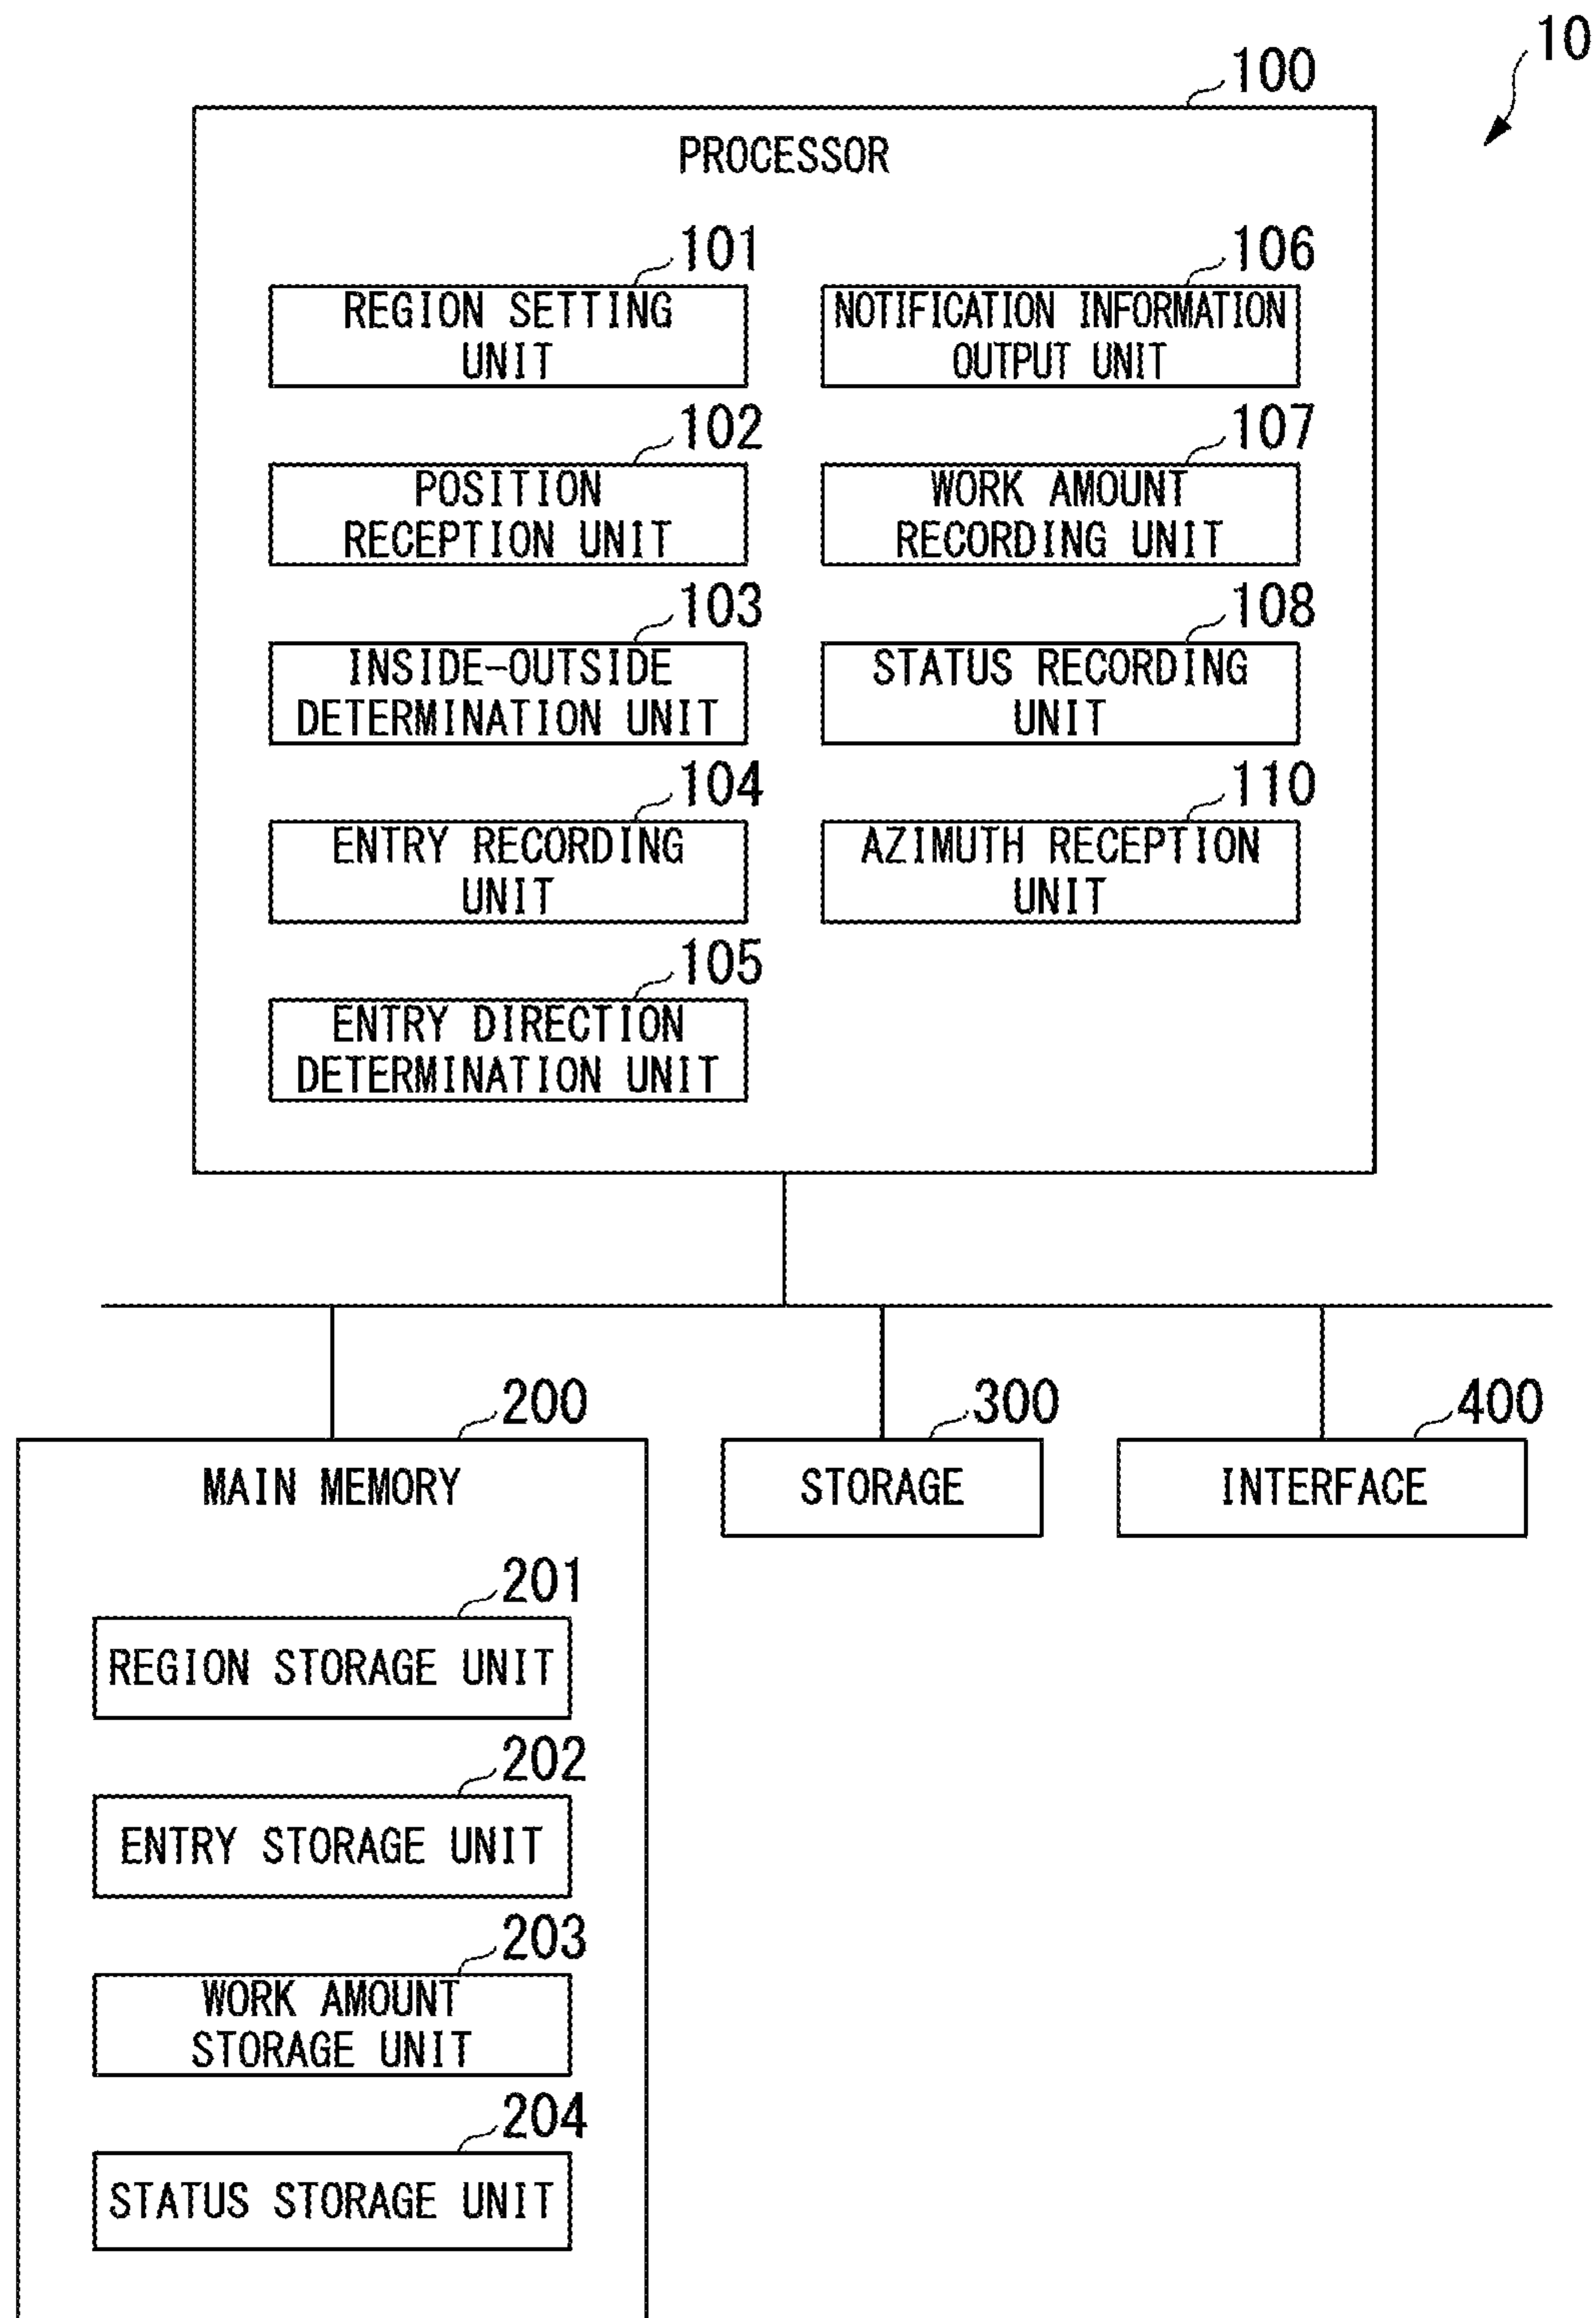 10
100
PROCESSOR
101
REGION SETTING
UNIT
102
POSITION
RECEPTION UNIT
103
INSIDE-OUTSIDE
DETERMINATION UNIT
104
ENTRY RECORDING
UNIT
105
ENTRY DIRECTION
DETERMINATION UNIT
106
NOTIFICATION INFORMATION
OUTPUT UNIT
107
WORK AMOUNT
RECORDING UNIT
108
STATUS RECORDING
UNIT
110
AZIMUTH RECEPTION
UNIT
200
MAIN MEMORY
201
REGION STORAGE UNIT
202
ENTRY STORAGE UNIT
203
WORK AMOUNT
STORAGE UNIT
204
STATUS STORAGE UNIT
300
STORAGE
400
INTERFACE